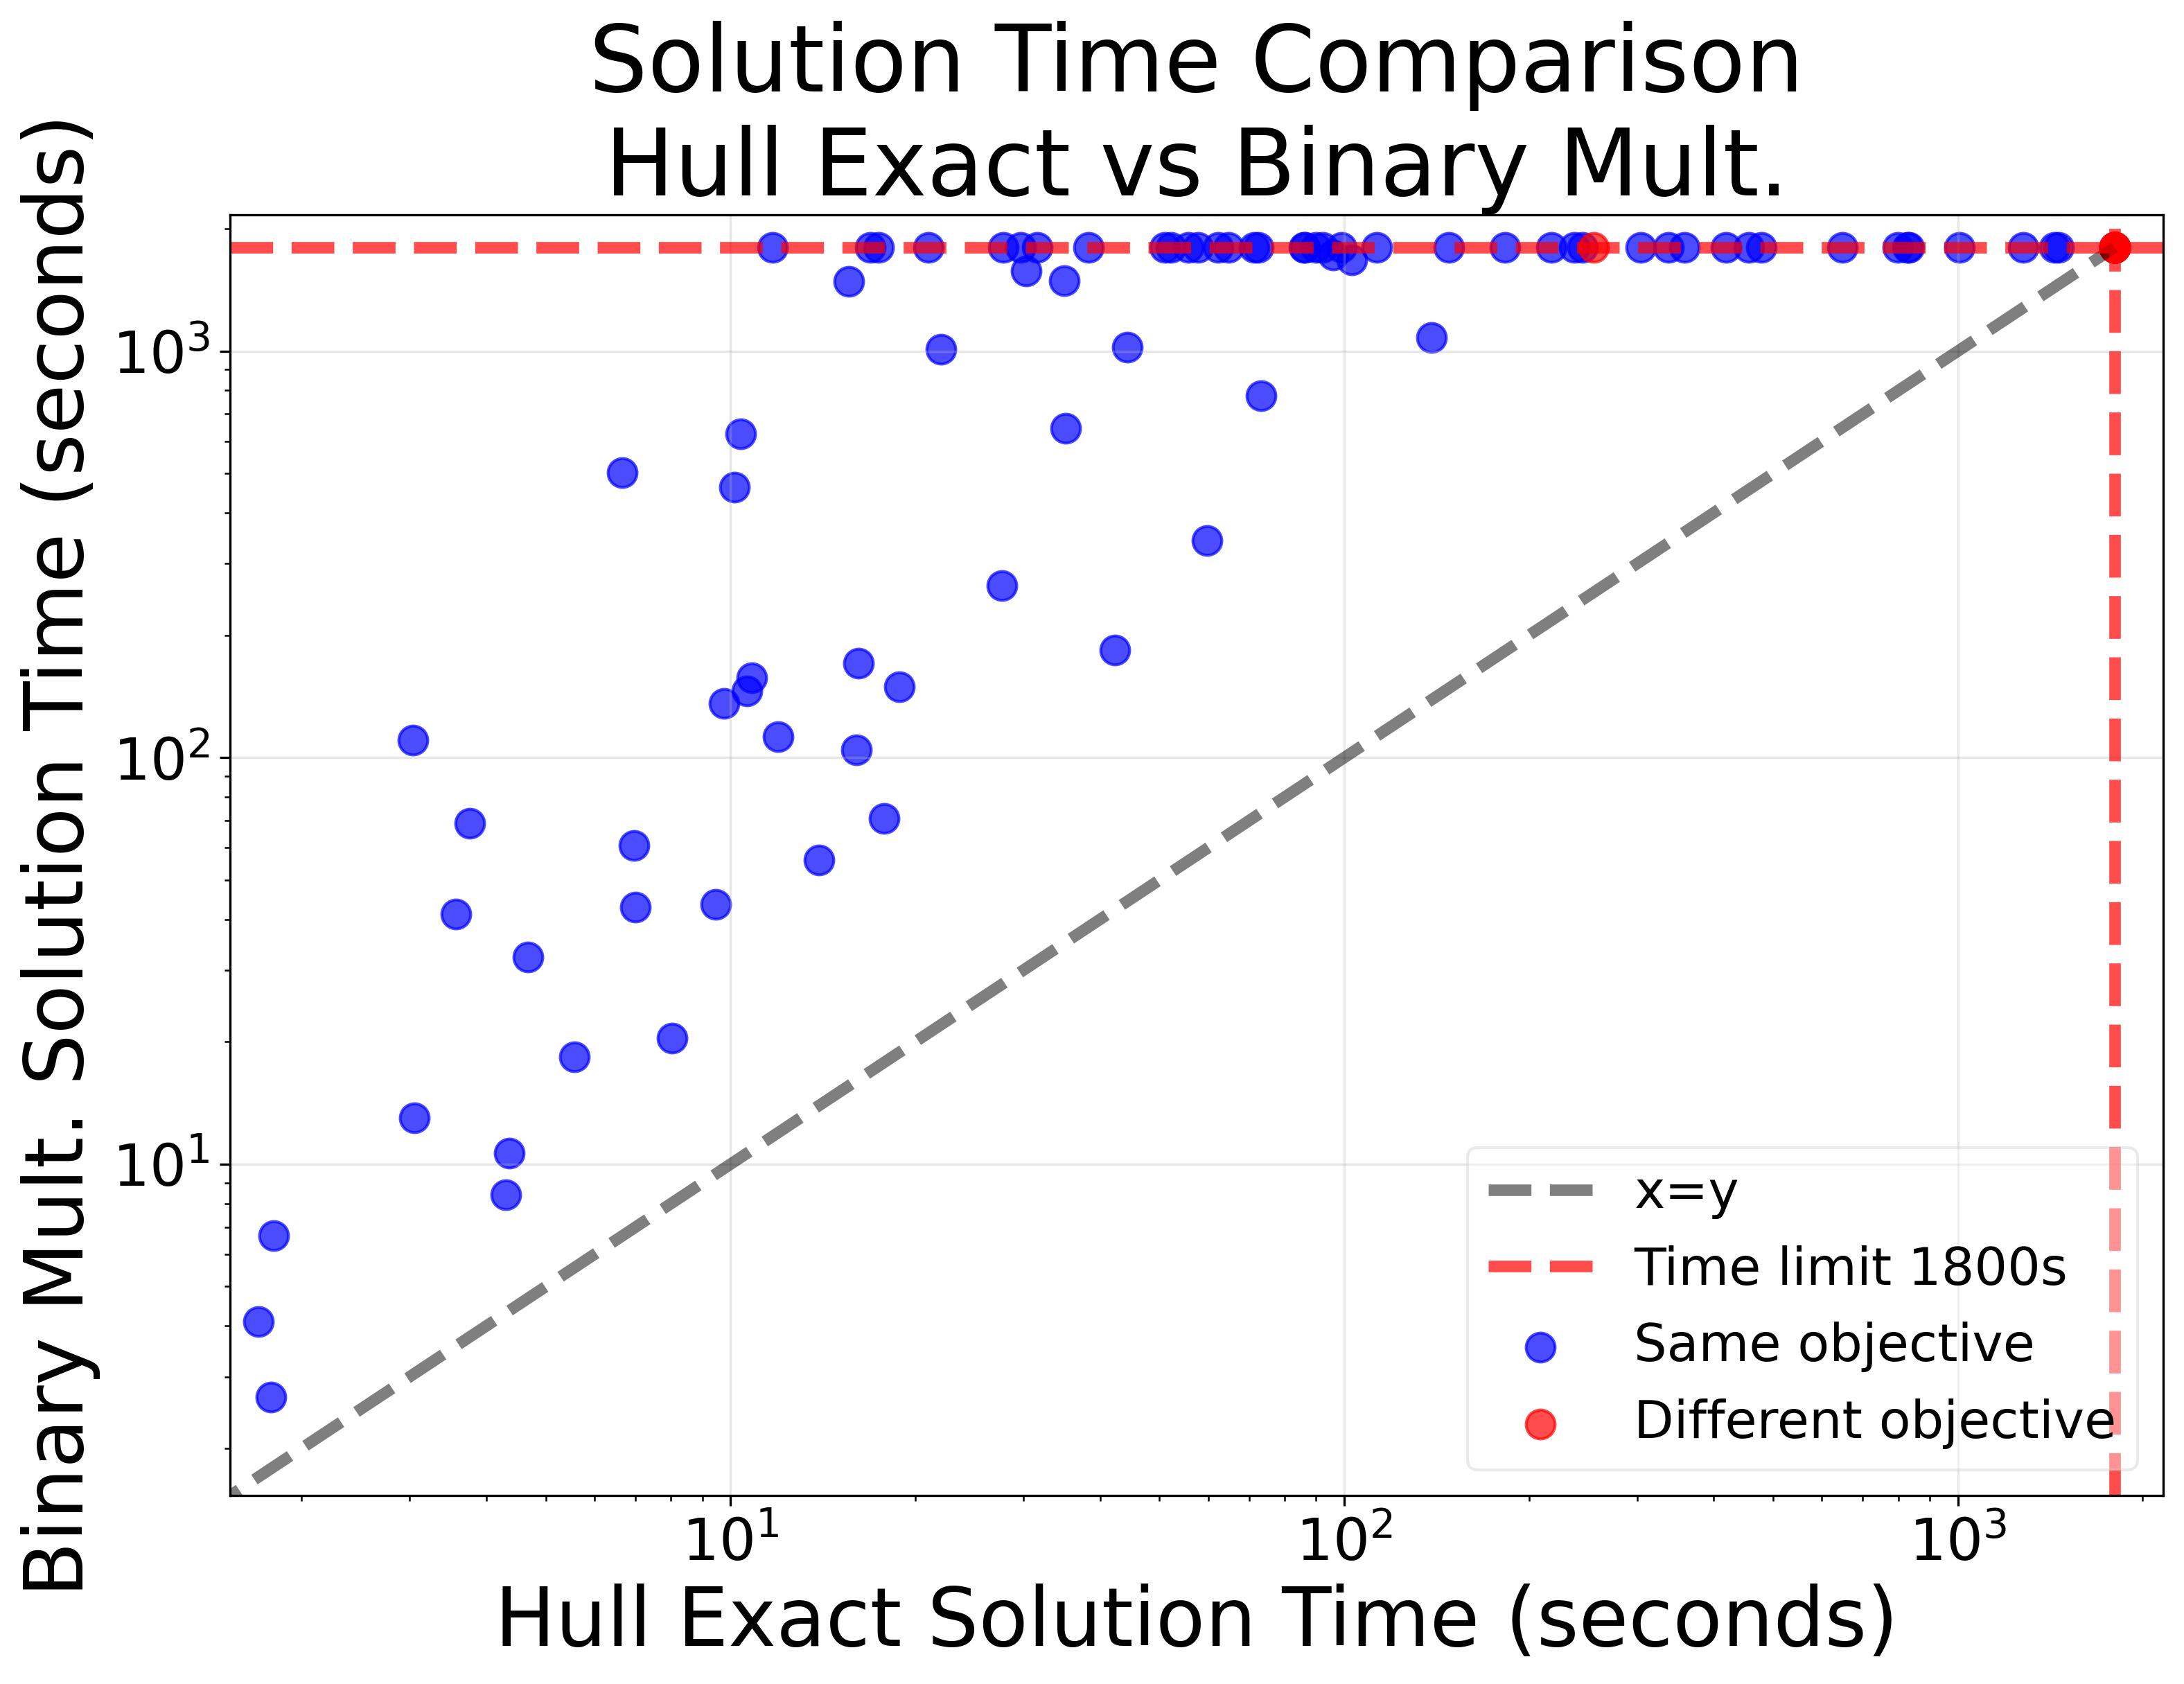 Solution Time Comparison
Hull Exact vs Binary Mult.
Binary Mult. Solution Time (seconds)
10³
10²
10¹
x=y
Time limit 1800s
Same objective
Different objective
10¹ 10² 10³
Hull Exact Solution Time (seconds)